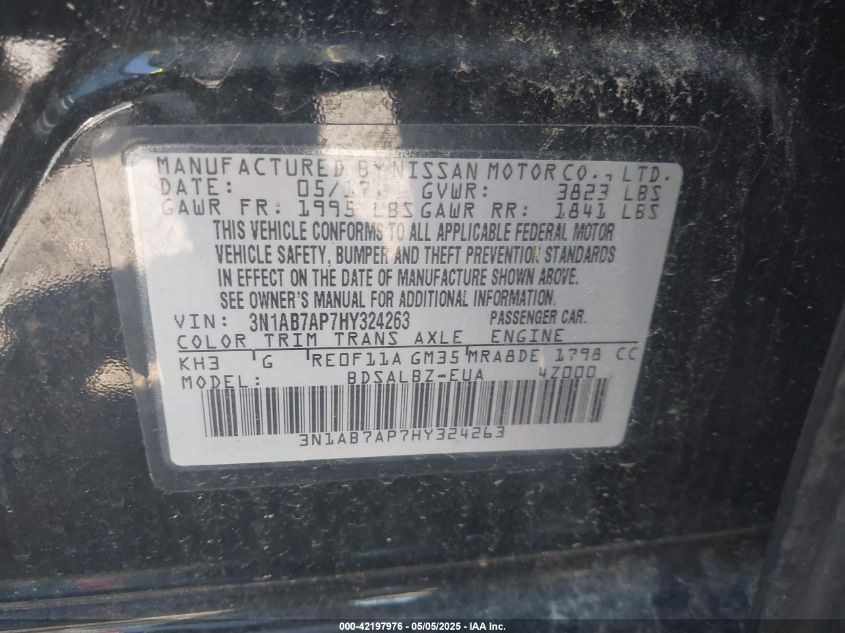 MANUFACTURED BY NISSAN MOTOR CO., LTD.
DATE: 05/17 GVWR: 3823 LBS
GAWR FR: 1995 LBS GAWR RR: 1841 LBS
THIS VEHICLE CONFORMS TO ALL APPLICABLE FEDERAL MOTOR
VEHICLE SAFETY, BUMPER AND THEFT PREVENTION STANDARDS
IN EFFECT ON THE DATE OF MANUFACTURE SHOWN ABOVE.
SEE OWNER'S MANUAL FOR ADDITIONAL INFORMATION.
VIN: 3N1AB7AP7HY324263 PASSENGER CAR.
COLOR TRIM TRANS AXLE ENGINE
KH3 G RE0F11A GM35 MRA8DE 1798 CC
MODEL: BDSALBZ-EUA 4Z000
3N1AB7AP7HY324263
000-42197976 - 05/05/2025 - IAA Inc.